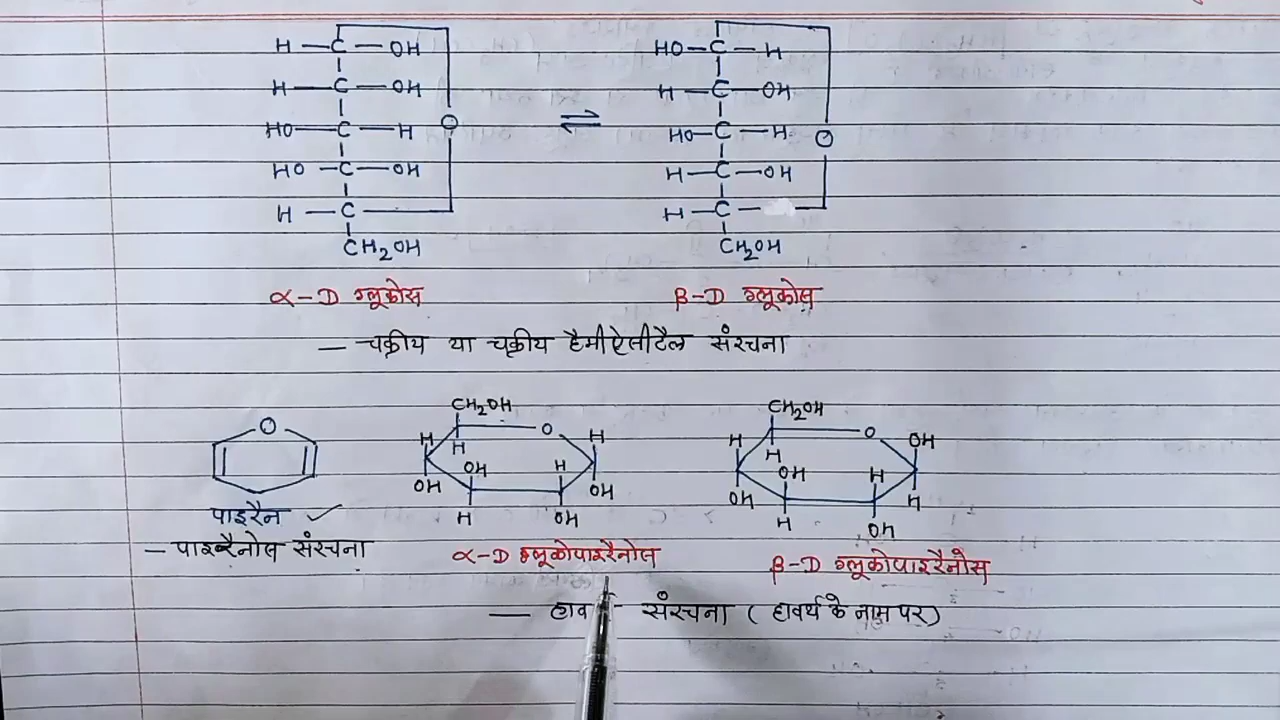 H — C — OH HO — C — H
H — C — OH H — C — OH
HO — C — H O ⇌ HO — C — H O
HO — C — OH H — C — OH
H — C — H — C —
CH2OH CH2OH
α-D ग्लूकोस β-D ग्लूकोस
— चक्रीय या चक्रीय हैमीऐसीटैल संरचना
CH2OH CH2OH
O H O H H O OH
H H
OH H OH H
OH OH OH H
H OH H OH
पाइरैन ✓
— पाइरैनोस संरचना α-D ग्लूकोपाइरैनोस β-D ग्लूकोपाइरैनोस
— हाव संरचना ( हावर्थ के नाम पर)